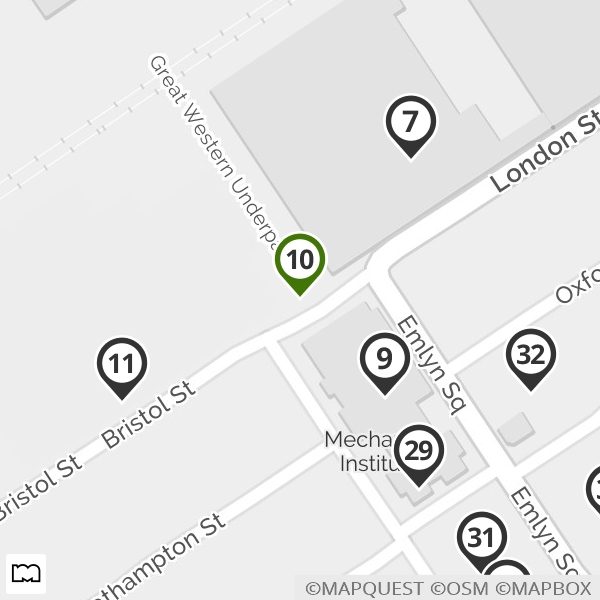 Great Western Underpa
7
London St
10
Oxfo
11
Bristol St
Bristol St
9
Emlyn Sq
32
Mecha
Institu
29
31
Emlyn Sq
thampton St
©MAPQUEST ©OSM ©MAPBOX